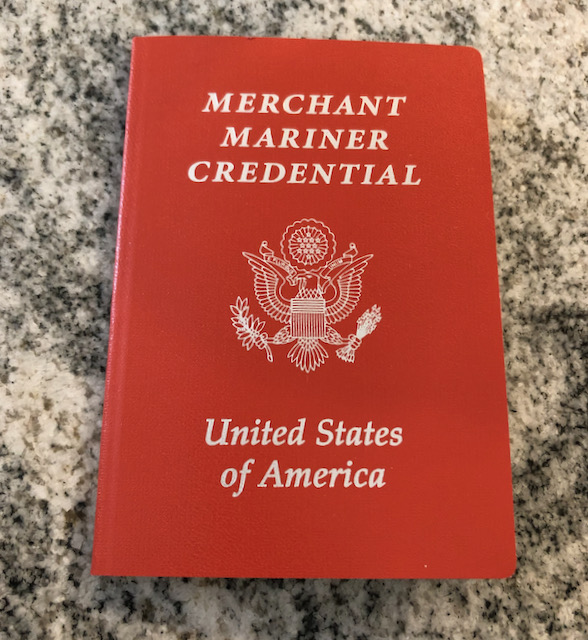 MERCHANT
MARINER
CREDENTIAL
United States
of America